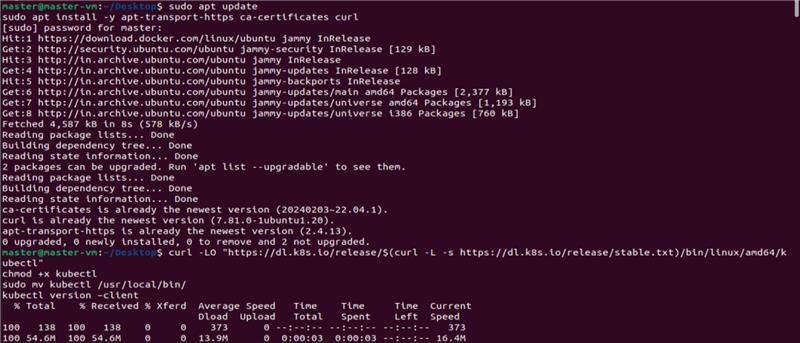 master@master-vm:~/Desktop$ sudo apt update
sudo apt install -y apt-transport-https ca-certificates curl
[sudo] password for master:
Hit:1 https://download.docker.com/linux/ubuntu jammy InRelease
Get:2 http://security.ubuntu.com/ubuntu jammy-security InRelease [129 kB]
Hit:3 http://in.archive.ubuntu.com/ubuntu jammy InRelease
Get:4 http://in.archive.ubuntu.com/ubuntu jammy-updates InRelease [128 kB]
Hit:5 http://in.archive.ubuntu.com/ubuntu jammy-backports InRelease
Get:6 http://in.archive.ubuntu.com/ubuntu jammy-updates/main amd64 Packages [2,377 kB]
Get:7 http://in.archive.ubuntu.com/ubuntu jammy-updates/universe amd64 Packages [1,193 kB]
Get:8 http://in.archive.ubuntu.com/ubuntu jammy-updates/universe i386 Packages [760 kB]
Fetched 4,587 kB in 8s (578 kB/s)
Reading package lists... Done
Building dependency tree... Done
Reading state information... Done
2 packages can be upgraded. Run 'apt list --upgradable' to see them.
Reading package lists... Done
Building dependency tree... Done
Reading state information... Done
ca-certificates is already the newest version (20240203~22.04.1).
curl is already the newest version (7.81.0-1ubuntu1.20).
apt-transport-https is already the newest version (2.4.13).
0 upgraded, 0 newly installed, 0 to remove and 2 not upgraded.
master@master-vm:~/Desktop$ curl -LO "https://dl.k8s.io/release/$(curl -L -s https://dl.k8s.io/release/stable.txt)/bin/linux/amd64/k
ubectl"
chmod +x kubectl
sudo mv kubectl /usr/local/bin/
kubectl version -client
  % Total    % Received % Xferd  Average Speed   Time    Time     Time  Current
                                 Dload  Upload   Total   Spent    Left  Speed
100   138  100   138    0     0    373      0 --:--:-- --:--:-- --:--:--   373
100 54.6M  100 54.6M    0     0  13.9M      0  0:00:03  0:00:03 --:--:-- 16.4M